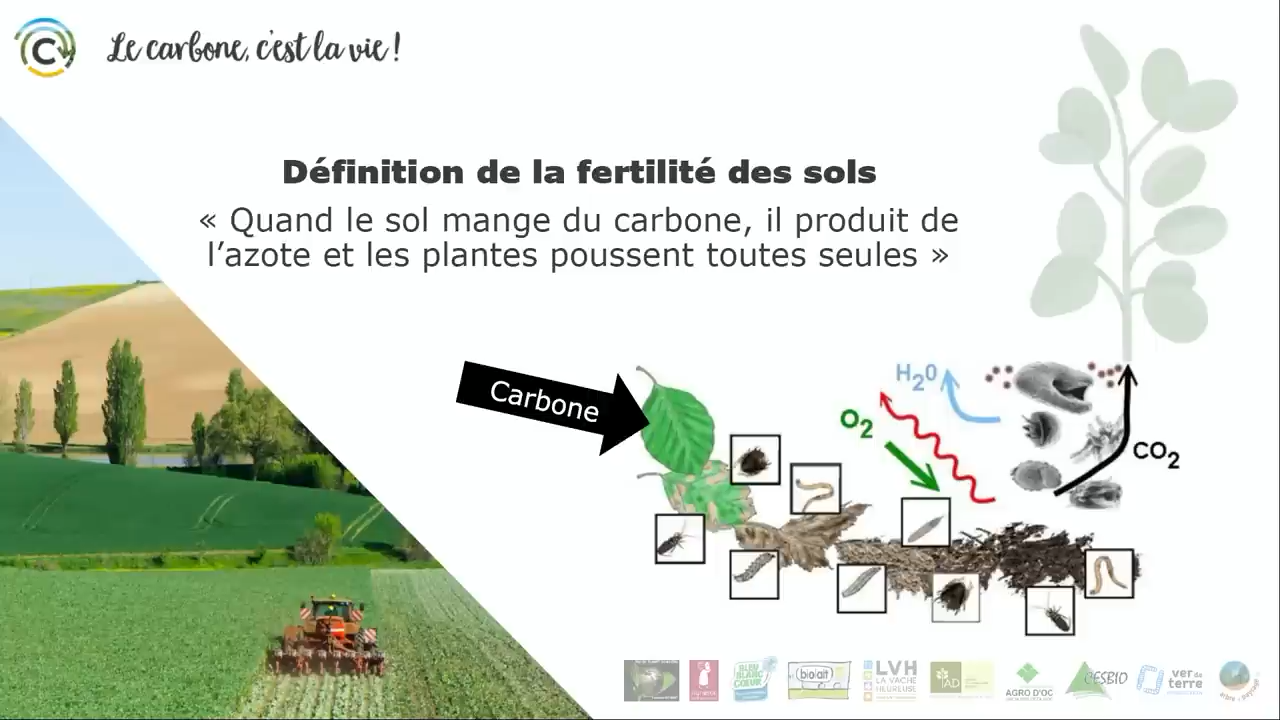 C
Le carbone, c'est la vie !
Définition de la fertilité des sols
« Quand le sol mange du carbone, il produit de
l'azote et les plantes poussent toutes seules »
Carbone
H20
O2
CO2
BLEU
BLANC
COEUR
biolait
LVH
LA VACHE
HEUREUSE
IAD
AGRO D'OC
CESBIO
ver de
terre